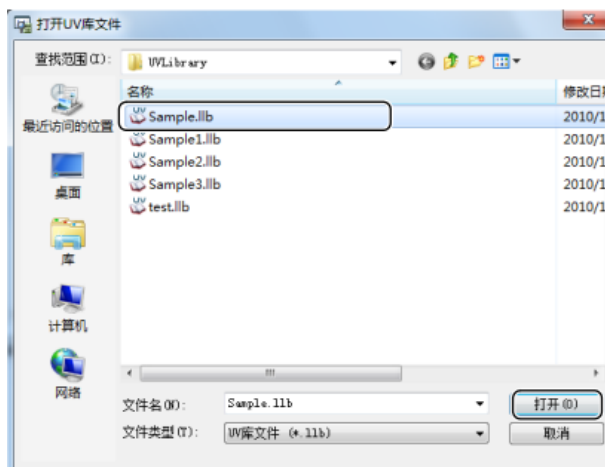 打开UV库文件
查找范围(I): UVLibrary
名称 修改日
Sample.llb 2010/1
Sample1.llb 2010/1
Sample2.llb 2010/1
Sample3.llb 2010/1
test.llb 2010/1
最近访问的位置
桌面
库
计算机
网络
文件名(N): Sample.llb 打开(O)
文件类型(T): UV库文件 (*.llb) 取消